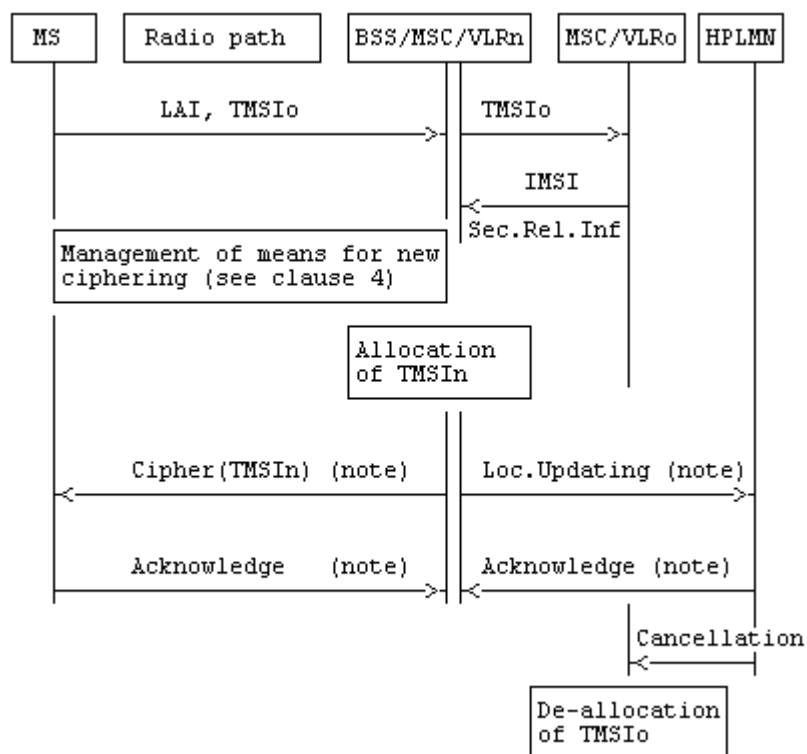 MS
Radio path
BSS/MSC/VLRn
MSC/VLRo
HPLMN
LAI, TMSIo
TMSIo
IMSI
Sec.Rel.Inf
Management of means for new
ciphering (see clause 4)
Allocation
of TMSIn
Cipher(TMSIn) (note)
Loc.Updating (note)
Acknowledge (note)
Acknowledge (note)
Cancellation
De-allocation
of TMSIo